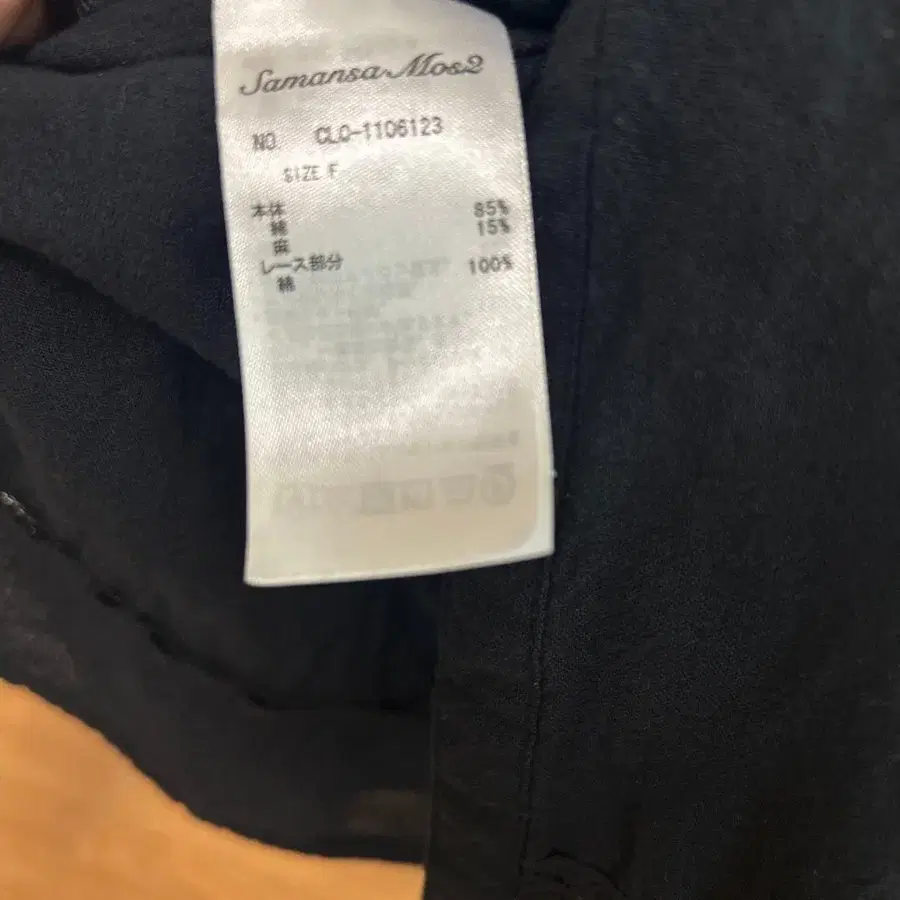 Samansa Mos2
NO. CLO-1106123
SIZE F
本体
綿 85%
麻 15%
レース部分
綿 100%